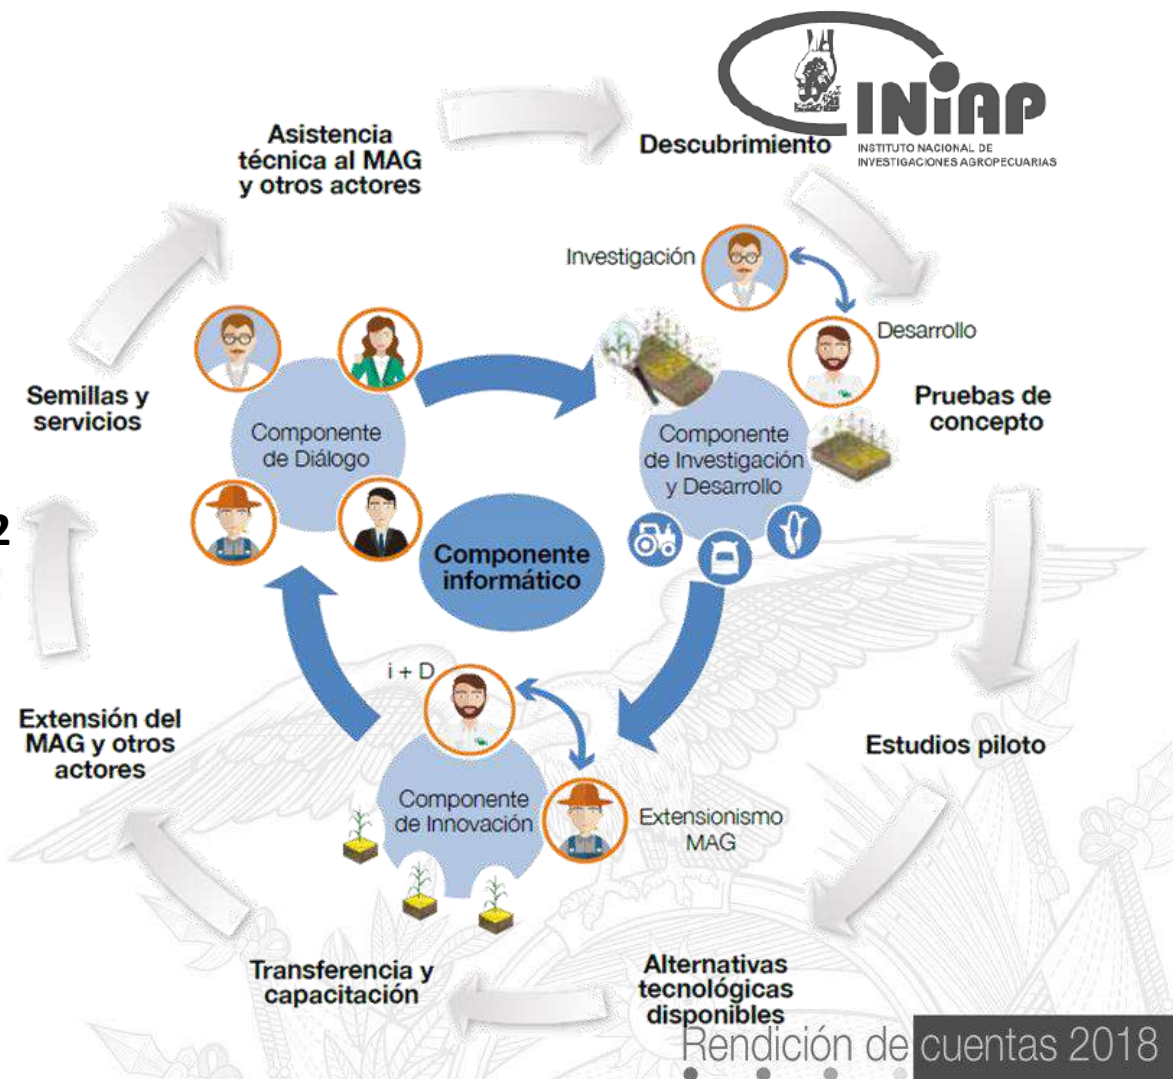 INiAP
INSTITUTO NACIONAL DE
INVESTIGACIONES AGROPECUARIAS
Asistencia
técnica al MAG
y otros actores
Descubrimiento
Investigación
Desarrollo
Pruebas de
concepto
Semillas y
servicios
Componente
de Diálogo
Componente
de Investigación
y Desarrollo
2
Componente
informático
i + D
Extensión del
MAG y otros
actores
Estudios piloto
Componente
de Innovación
Extensionismo
MAG
Transferencia y
capacitación
Alternativas
tecnológicas
disponibles
Rendición de cuentas 2018